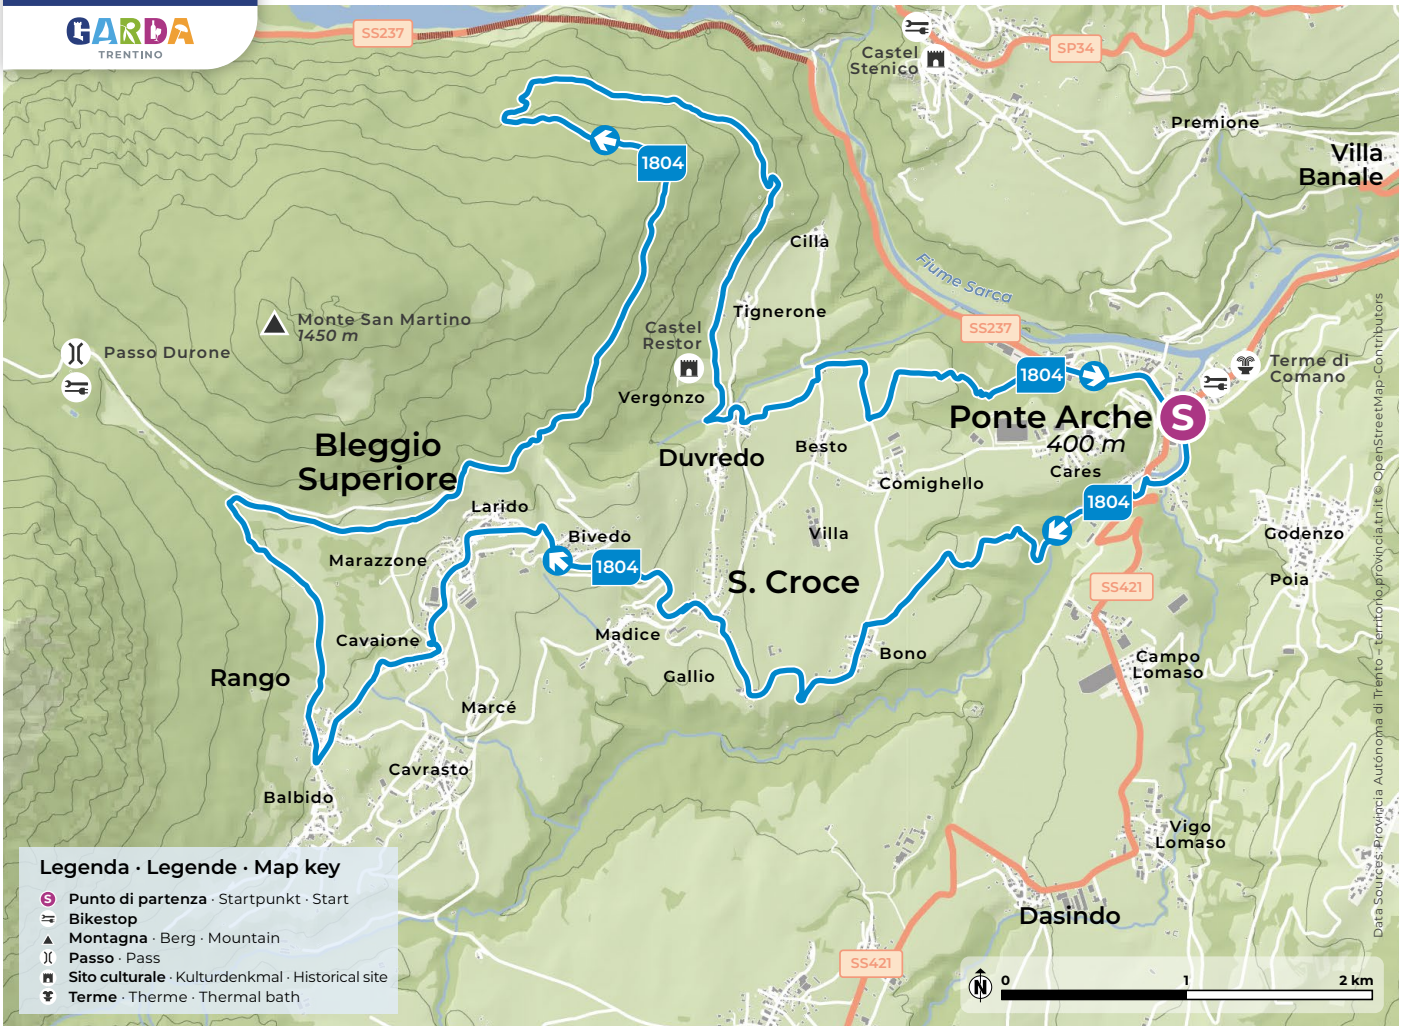 GARDA
TRENTINO
SS237
SP34
Castel
Stenico
Premione
Villa
Banale
1804
Cilla
Fiume Sarca
Monte San Martino
1450 m
Tignerone
Castel
Restor
SS237
Passo Durone
Terme di
Comano
1804
Vergonzo
Ponte Arche
S
400 m
Bleggio
Superiore
Duvredo
Besto
Cares
Comighello
1804
Larido
Bivedo
Villa
Godenzo
Marazzone
1804
S. Croce
Poia
SS421
Cavaione
Madice
Bono
Campo
Lomaso
Rango
Gallio
Marcé
Cavrasto
Balbido
Vigo
Lomaso
Dasindo
SS421
Legenda · Legende · Map key
S Punto di partenza · Startpunkt · Start
Bikestop
Montagna · Berg · Mountain
Passo · Pass
Sito culturale · Kulturdenkmal · Historical site
Terme · Therme · Thermal bath
N
0 1 2 km
Data Sources: Provincia Autónoma di Trento – territorio.provincia.tn.it © OpenStreetMap-Contributors